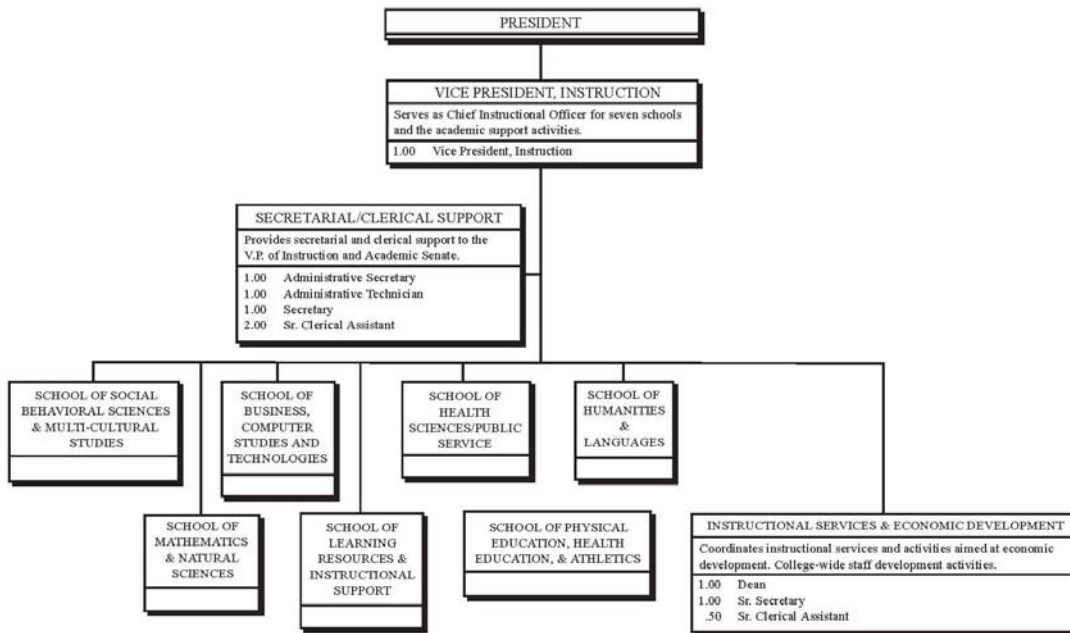 PRESIDENT
VICE PRESIDENT, INSTRUCTION
Serves as Chief Instructional Officer for seven schools
and the academic support activities.
1.00 Vice President, Instruction
SECRETARIAL/CLERICAL SUPPORT
Provides secretarial and clerical support to the
V.P. of Instruction and Academic Senate.
1.00 Administrative Secretary
1.00 Administrative Technician
1.00 Secretary
2.00 Sr. Clerical Assistant
SCHOOL OF SOCIAL
BEHAVIORAL SCIENCES
& MULTI-CULTURAL
STUDIES
SCHOOL OF
BUSINESS,
COMPUTER
STUDIES AND
TECHNOLOGIES
SCHOOL OF
HEALTH
SCIENCES/PUBLIC
SERVICE
SCHOOL OF
HUMANITIES
&
LANGUAGES
SCHOOL OF
MATHEMATICS
& NATURAL
SCIENCES
SCHOOL OF
LEARNING
RESOURCES &
INSTRUCTIONAL
SUPPORT
SCHOOL OF PHYSICAL
EDUCATION, HEALTH
EDUCATION, & ATHLETICS
INSTRUCTIONAL SERVICES & ECONOMIC DEVELOPMENT
Coordinates instructional services and activities aimed at economic
development. College-wide staff development activities.
1.00 Dean
1.00 Sr. Secretary
.50 Sr. Clerical Assistant